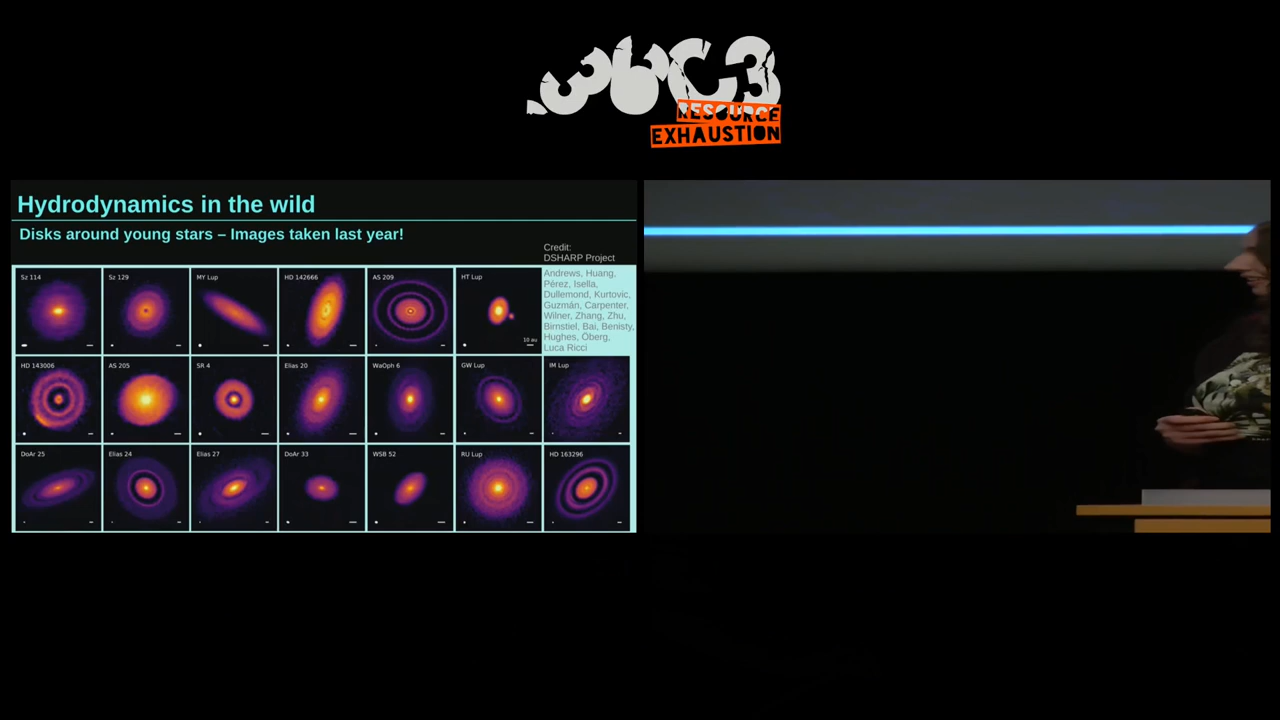 36C3
RESOURCE
EXHAUSTION
Hydrodynamics in the wild
Disks around young stars – Images taken last year!
Credit:
DSHARP Project
Andrews, Huang,
Pérez, Isella,
Dullemond, Kurtovic,
Guzmán, Carpenter,
Wilner, Zhang, Zhu,
Birnstiel, Bai, Benisty,
Hughes, Öberg,
Luca Ricci
Sz 114
Sz 129
MY Lup
HD 142666
AS 209
HT Lup
10 au
HD 143006
AS 205
SR 4
Elias 20
WaOph 6
GW Lup
IM Lup
DoAr 25
Elias 24
Elias 27
DoAr 33
WSB 52
RU Lup
HD 163296